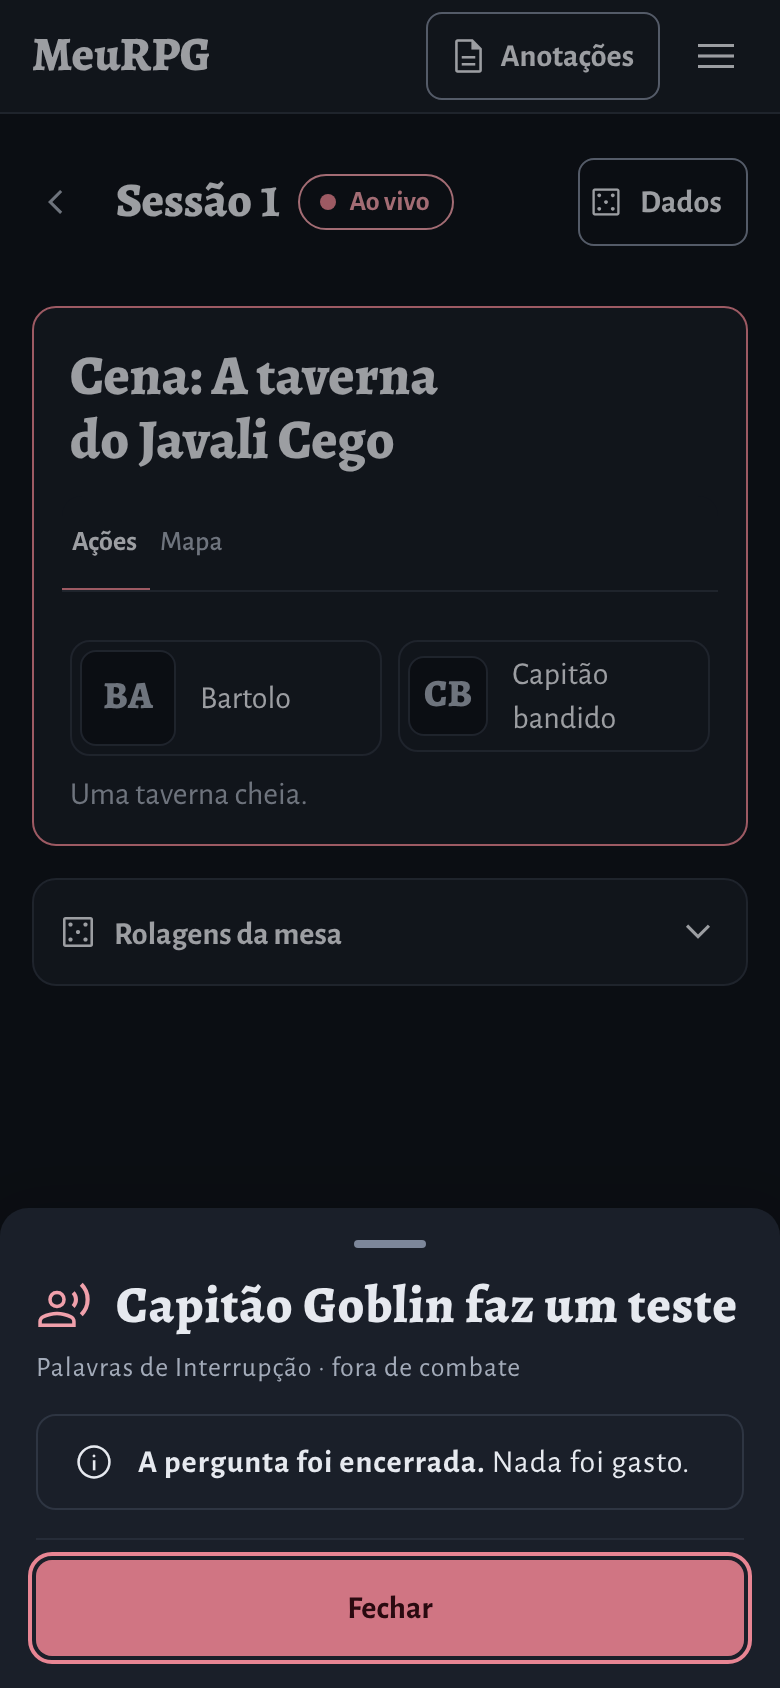 MeuRPG
Anotações
Sessão 1
Ao vivo
Dados
Cena: A taverna
do Javali Cego
Ações
Mapa
BA
Bartolo
CB
Capitão
bandido
Uma taverna cheia.
Rolagens da mesa
Capitão Goblin faz um teste
Palavras de Interrupção · fora de combate
A pergunta foi encerrada. Nada foi gasto.
Fechar